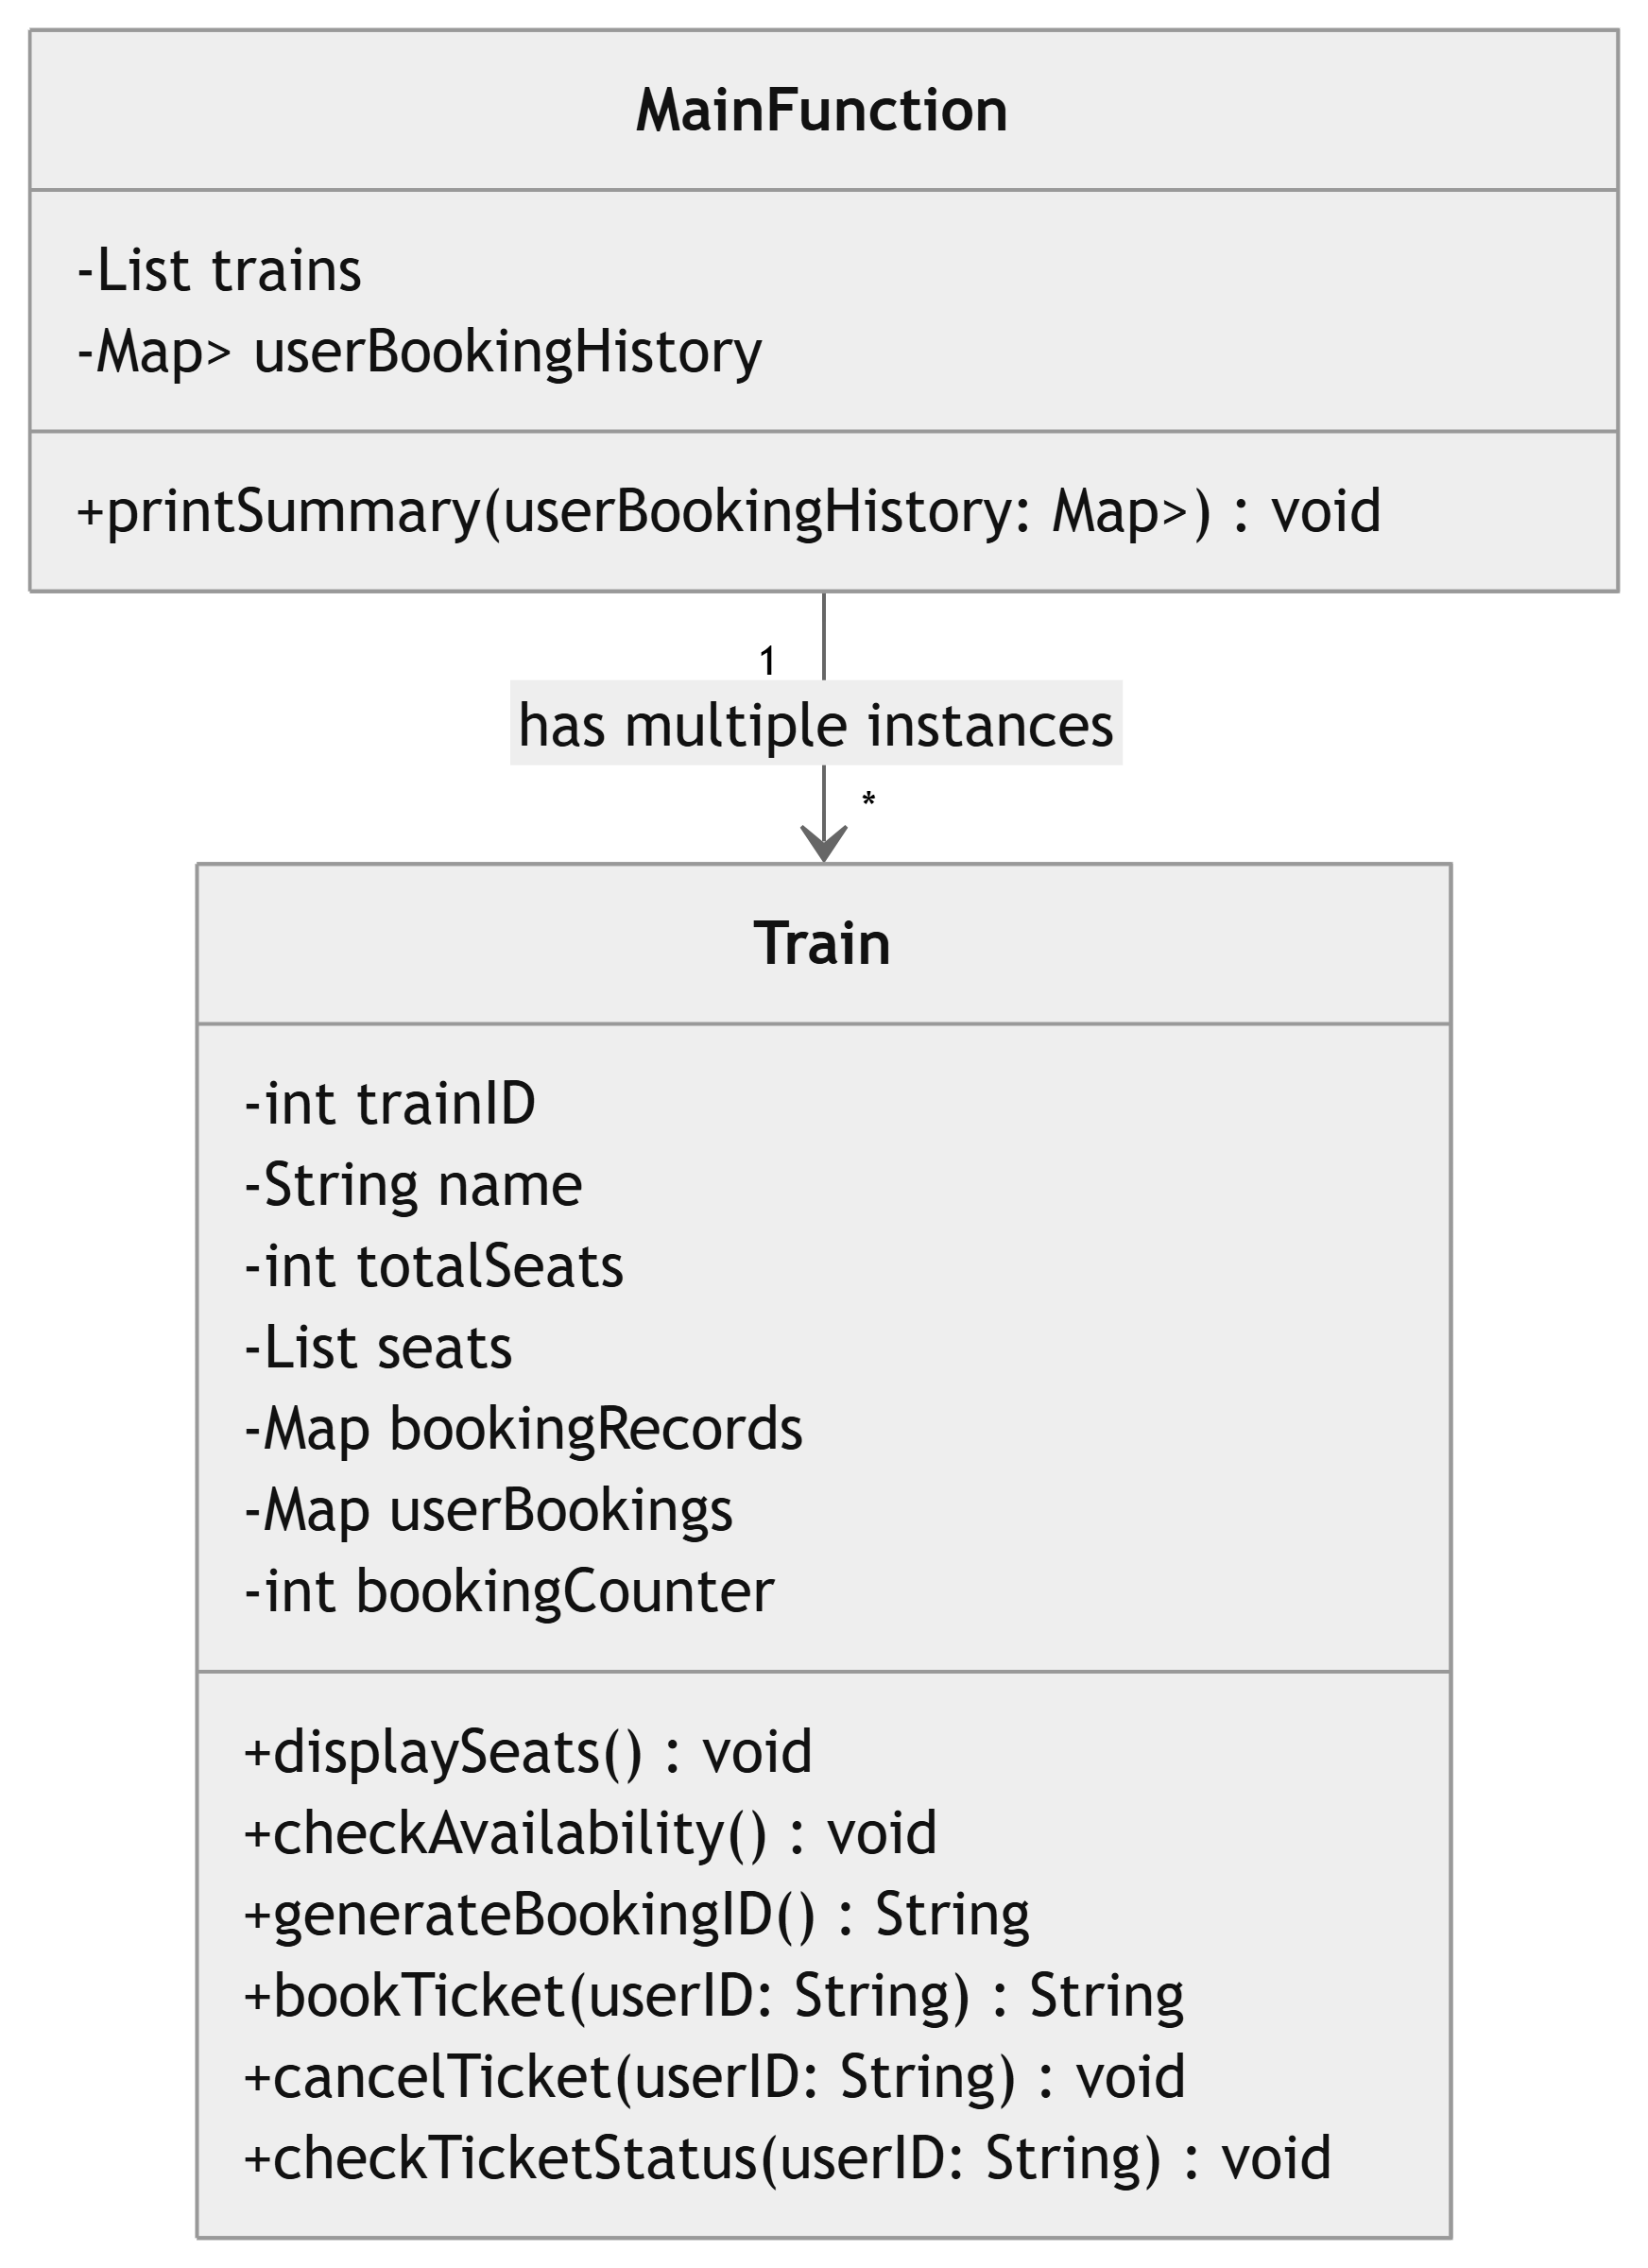 MainFunction
-List trains
-Map> userBookingHistory
+printSummary(userBookingHistory: Map>) : void
1
has multiple instances
*
Train
-int trainID
-String name
-int totalSeats
-List seats
-Map bookingRecords
-Map userBookings
-int bookingCounter
+displaySeats() : void
+checkAvailability() : void
+generateBookingID() : String
+bookTicket(userID: String) : String
+cancelTicket(userID: String) : void
+checkTicketStatus(userID: String) : void